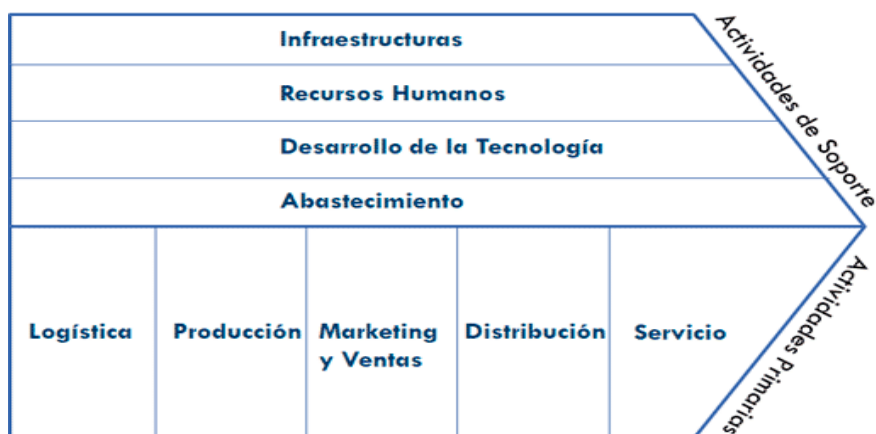 Infraestructuras
Recursos Humanos
Desarrollo de la Tecnología
Abastecimiento
Actividades de Soporte
Logística
Producción
Marketing
y Ventas
Distribución
Servicio
Actividades Primarias